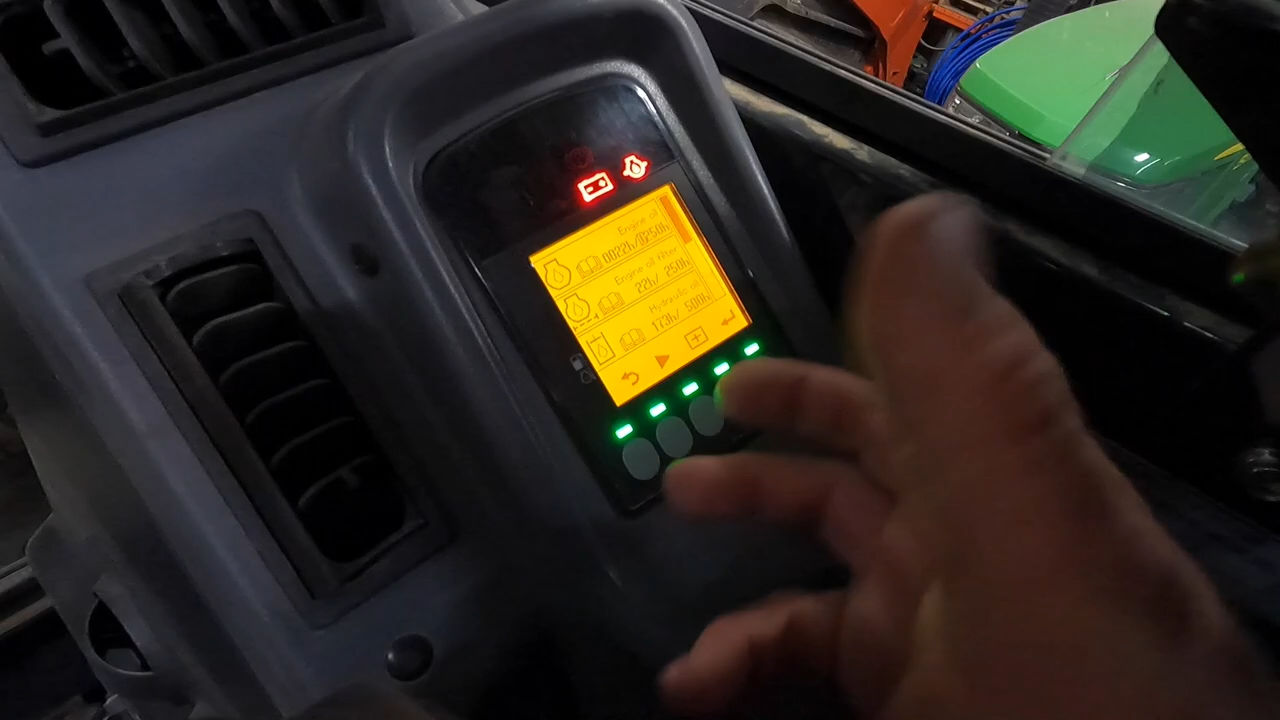 Engine oil
0022h/0250h
Engine oil filter
22h/ 250h
Hydraulic oil
173h/ 500h